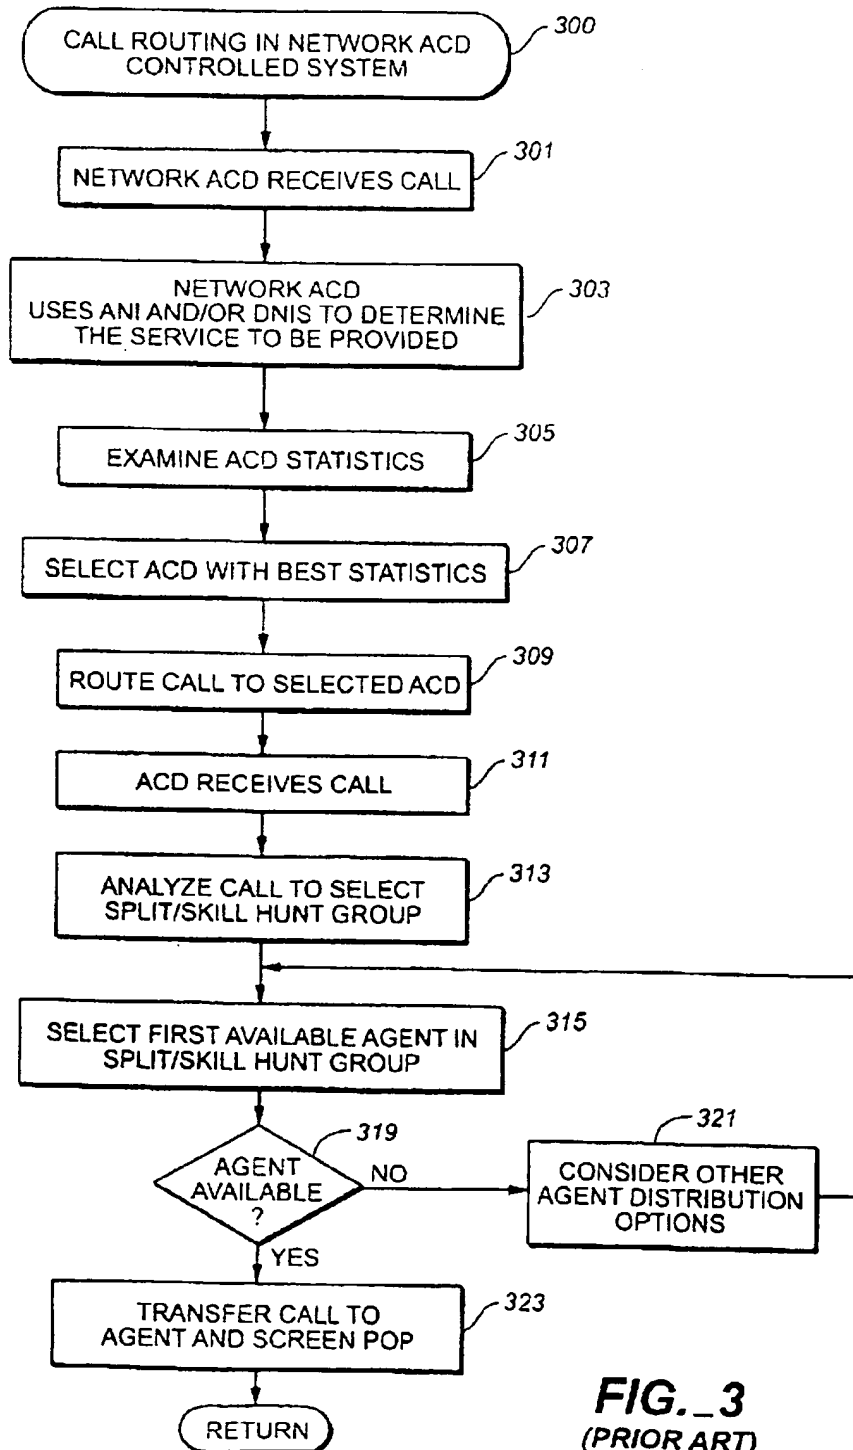 CALL ROUTING IN NETWORK ACD
CONTROLLED SYSTEM
300
NETWORK ACD RECEIVES CALL
301
NETWORK ACD
USES ANI AND/OR DNIS TO DETERMINE
THE SERVICE TO BE PROVIDED
303
EXAMINE ACD STATISTICS
305
SELECT ACD WITH BEST STATISTICS
307
ROUTE CALL TO SELECTED ACD
309
ACD RECEIVES CALL
311
ANALYZE CALL TO SELECT
SPLIT/SKILL HUNT GROUP
313
SELECT FIRST AVAILABLE AGENT IN
SPLIT/SKILL HUNT GROUP
315
AGENT
AVAILABLE
?
319
NO
CONSIDER OTHER
AGENT DISTRIBUTION
OPTIONS
321
YES
TRANSFER CALL TO
AGENT AND SCREEN POP
323
RETURN
FIG._3
(PRIOR ART)